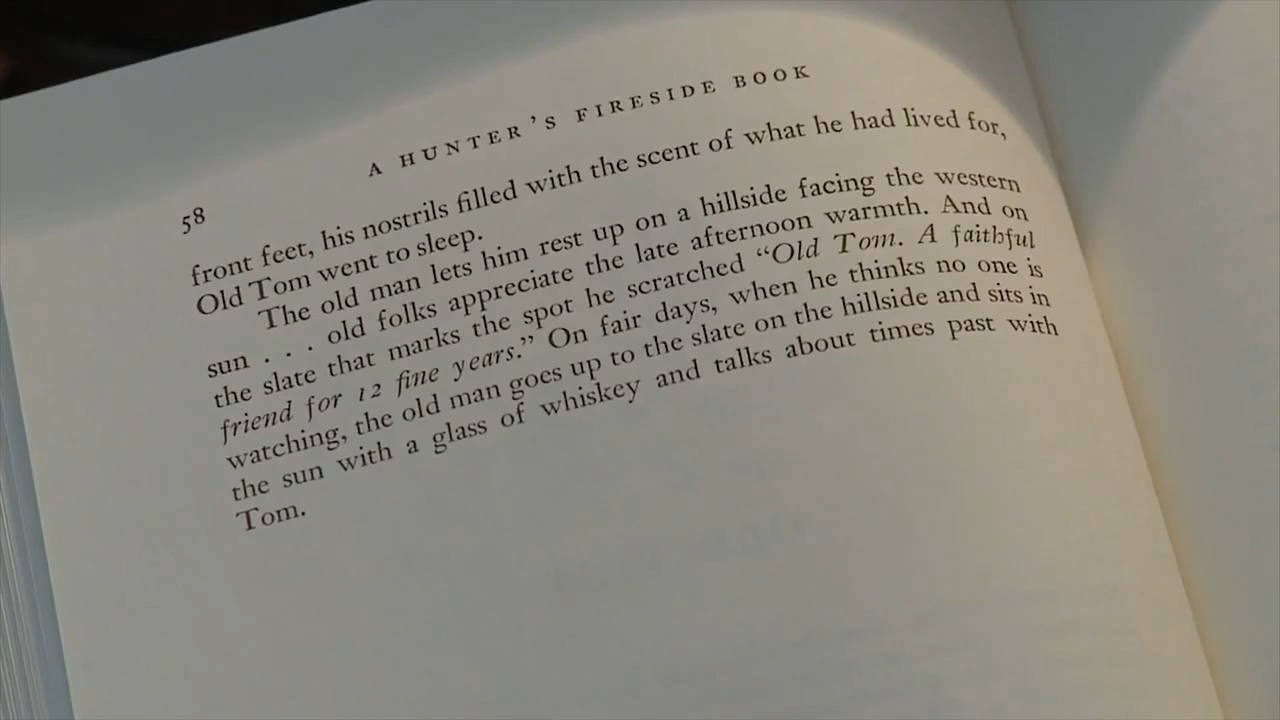 58
A HUNTER'S FIRESIDE BOOK
front feet, his nostrils filled with the scent of what he had lived for,
Old Tom went to sleep.
The old man lets him rest up on a hillside facing the western
sun . . . old folks appreciate the late afternoon warmth. And on
the slate that marks the spot he scratched “Old Tom. A faithful
friend for 12 fine years.” On fair days, when he thinks no one is
watching, the old man goes up to the slate on the hillside and sits in
the sun with a glass of whiskey and talks about times past with
Tom.